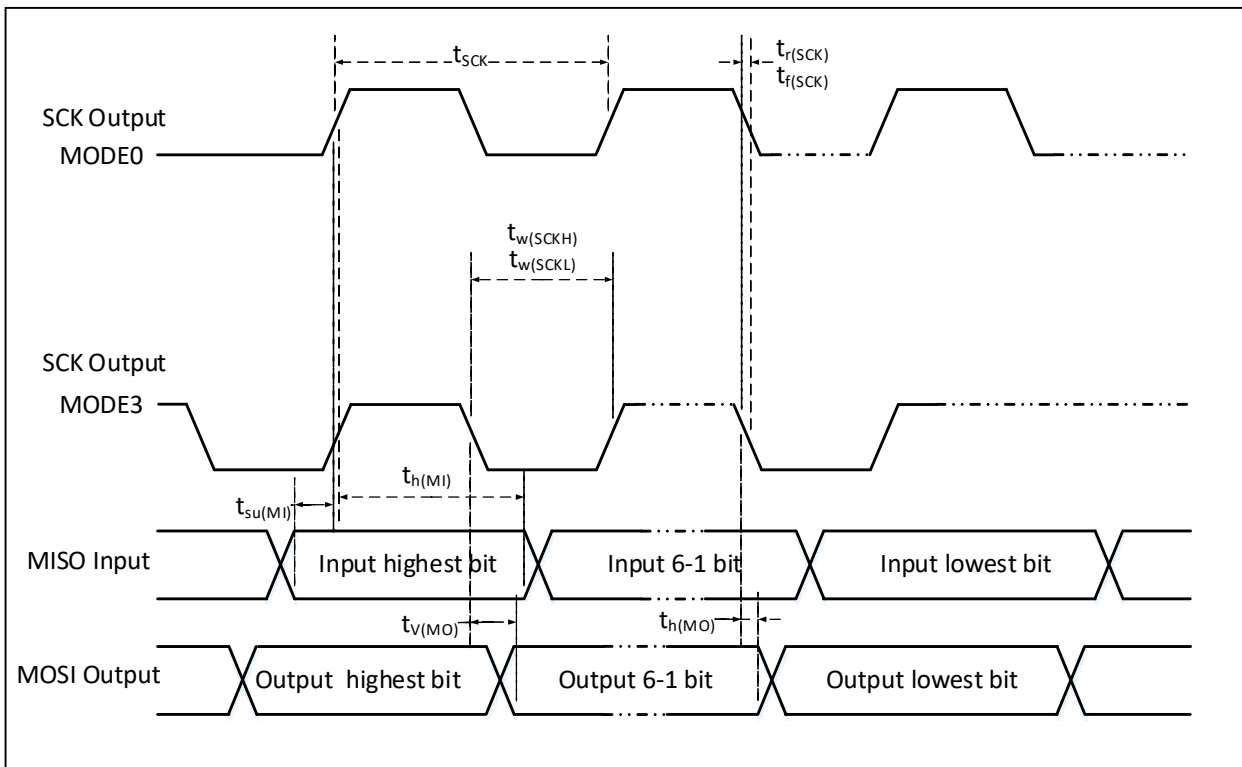 tSCK
tr(SCK)
tf(SCK)
SCK Output
MODE0
tw(SCKH)
tw(SCKL)
SCK Output
MODE3
th(MI)
tsu(MI)
MISO Input
Input highest bit
Input 6-1 bit
Input lowest bit
tV(MO)
th(MO)
MOSI Output
Output highest bit
Output 6-1 bit
Output lowest bit